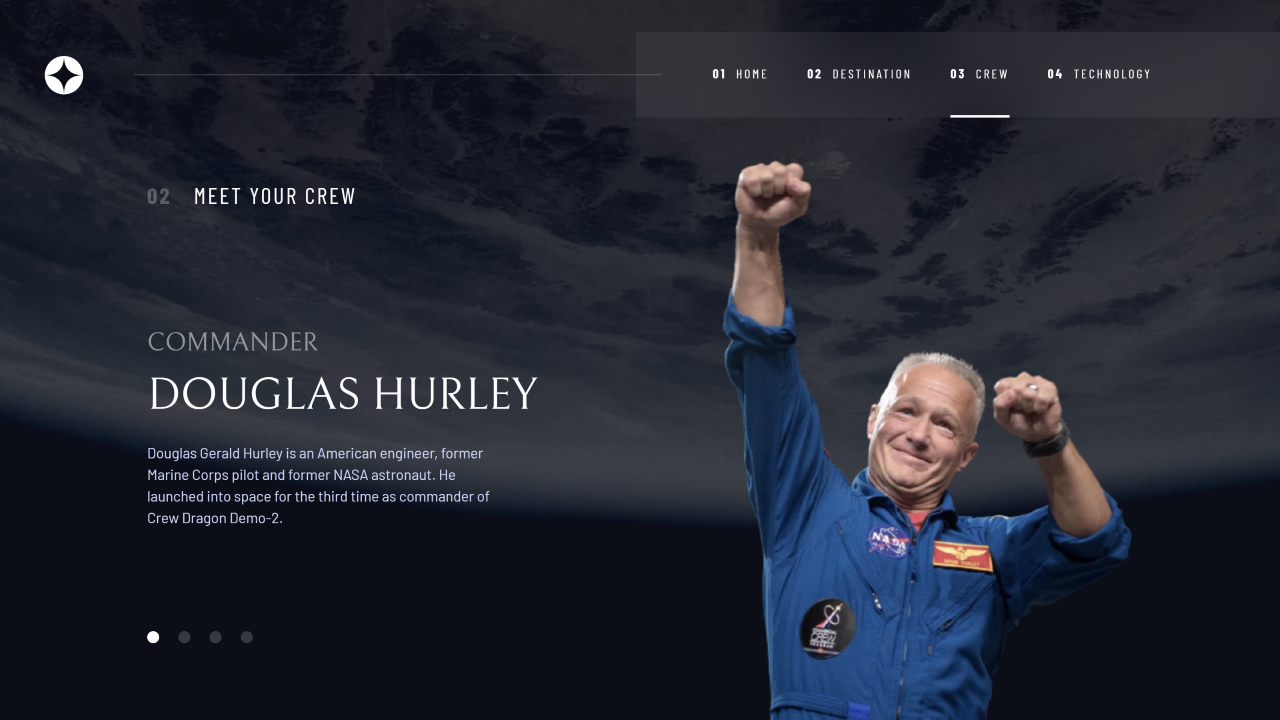 01 HOME 02 DESTINATION 03 CREW 04 TECHNOLOGY
02 MEET YOUR CREW
COMMANDER
DOUGLAS HURLEY
Douglas Gerald Hurley is an American engineer, former
Marine Corps pilot and former NASA astronaut. He
launched into space for the third time as commander of
Crew Dragon Demo-2.
NASA
CREW